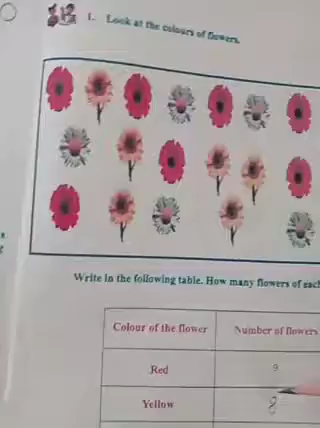 1. Look at the colours of flowers.
Write in the following table. How many flowers of each
Colour of the flower Number of flowers
Red 9
Yellow 8